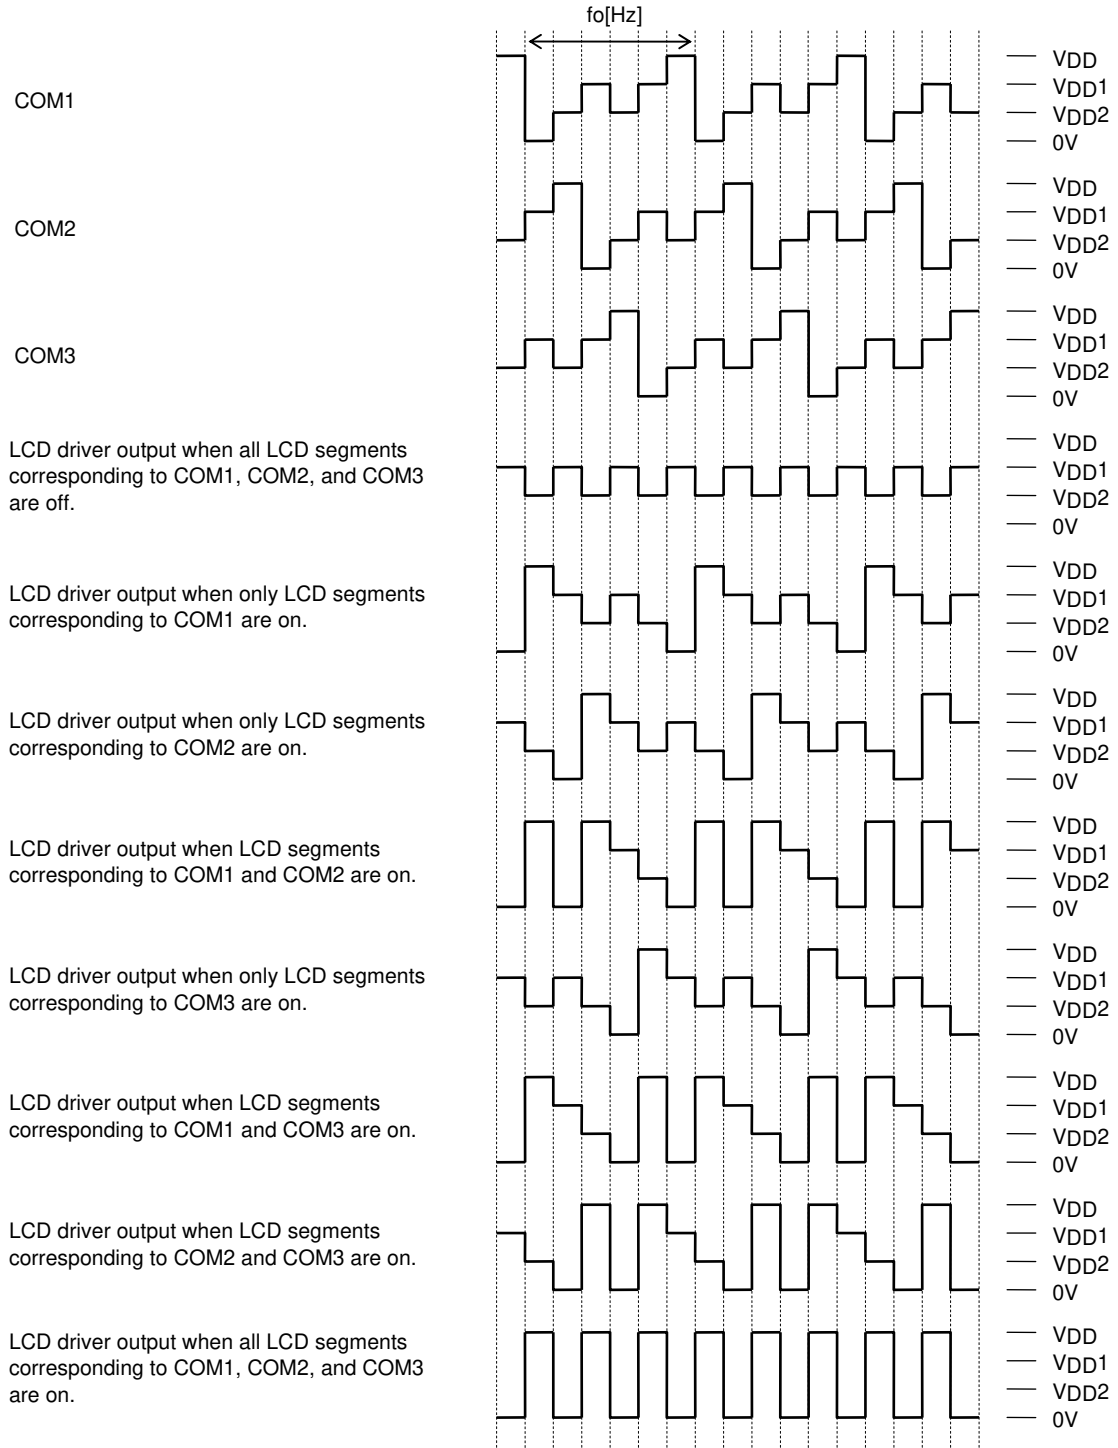 fo[Hz]
COM1
VDD
VDD1
VDD2
0V
COM2
VDD
VDD1
VDD2
0V
COM3
VDD
VDD1
VDD2
0V
LCD driver output when all LCD segments
corresponding to COM1, COM2, and COM3
are off.
VDD
VDD1
VDD2
0V
LCD driver output when only LCD segments
corresponding to COM1 are on.
VDD
VDD1
VDD2
0V
LCD driver output when only LCD segments
corresponding to COM2 are on.
VDD
VDD1
VDD2
0V
LCD driver output when LCD segments
corresponding to COM1 and COM2 are on.
VDD
VDD1
VDD2
0V
LCD driver output when only LCD segments
corresponding to COM3 are on.
VDD
VDD1
VDD2
0V
LCD driver output when LCD segments
corresponding to COM1 and COM3 are on.
VDD
VDD1
VDD2
0V
LCD driver output when LCD segments
corresponding to COM2 and COM3 are on.
VDD
VDD1
VDD2
0V
LCD driver output when all LCD segments
corresponding to COM1, COM2, and COM3
are on.
VDD
VDD1
VDD2
0V